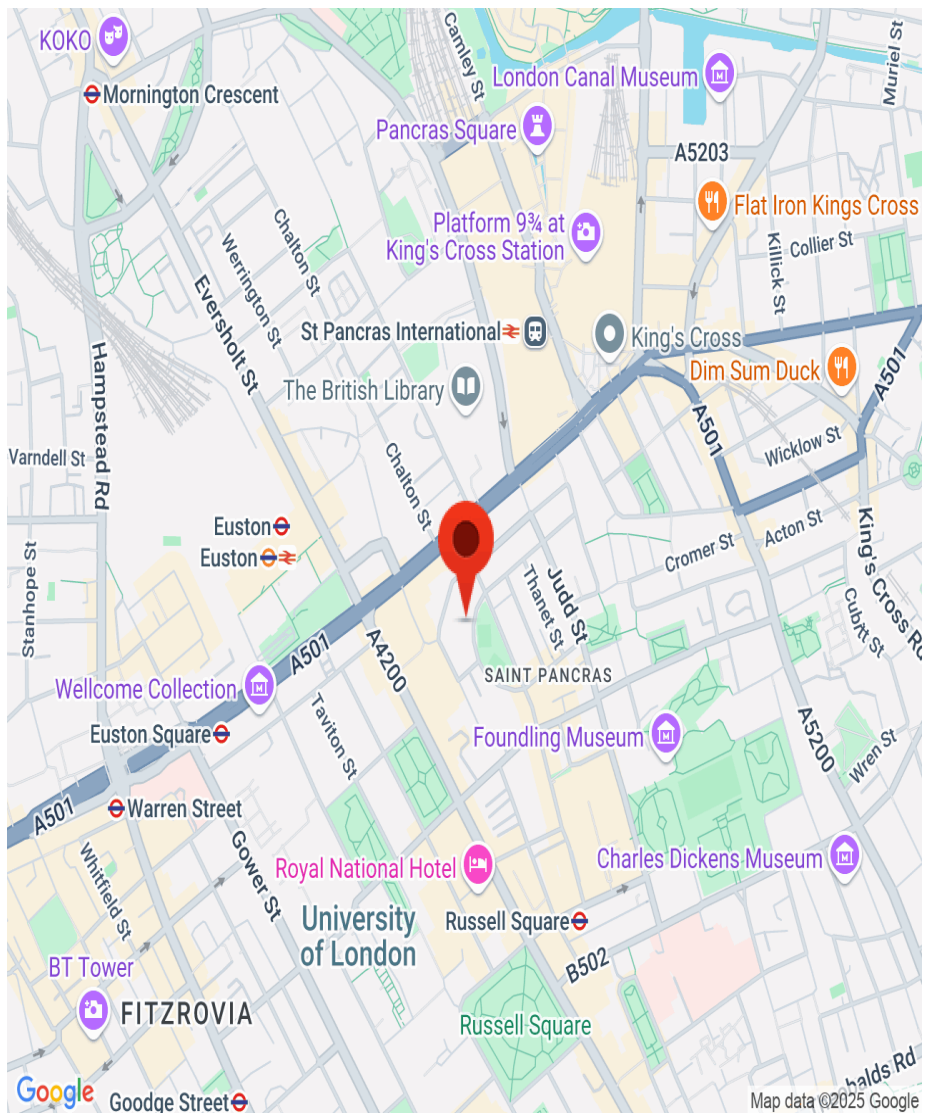 KOKO
Mornington Crescent
Camley St
London Canal Museum
Muriel St
Pancras Square
A5203
Flat Iron Kings Cross
Platform 9¾ at
King's Cross Station
Chalton St
Werrington St
Killick St
Collier St
Eversholt St
St Pancras International
King's Cross
Hampstead Rd
The British Library
Dim Sum Duck
A501
A501
Wicklow St
Varndell St
Chalton St
Euston
Euston
Stanhope St
Acton St
Cromer St
King's Cross Rd
Judd St
Thanet St
Cubitt St
A501
A4200
SAINT PANCRAS
Wellcome Collection
Taviton St
Euston Square
Foundling Museum
A5200
Wren St
A501
Warren Street
Whitfield St
Gower St
Royal National Hotel
Charles Dickens Museum
University
of London
Russell Square
B502
BT Tower
FITZROVIA
Russell Square
Google
Goodge Street
Map data ©2025 Google